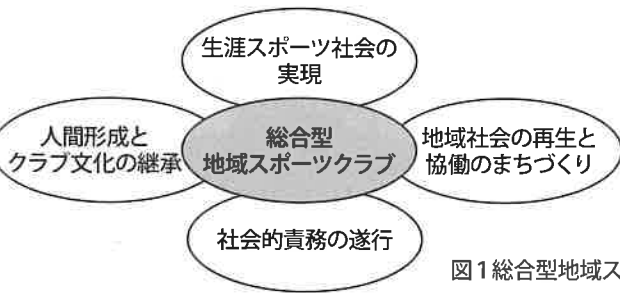 生涯スポーツ社会の
実現
人間形成と
クラブ文化の継承
総合型
地域スポーツクラブ
地域社会の再生と
協働のまちづくり
社会的責務の遂行
図1総合型地域ス